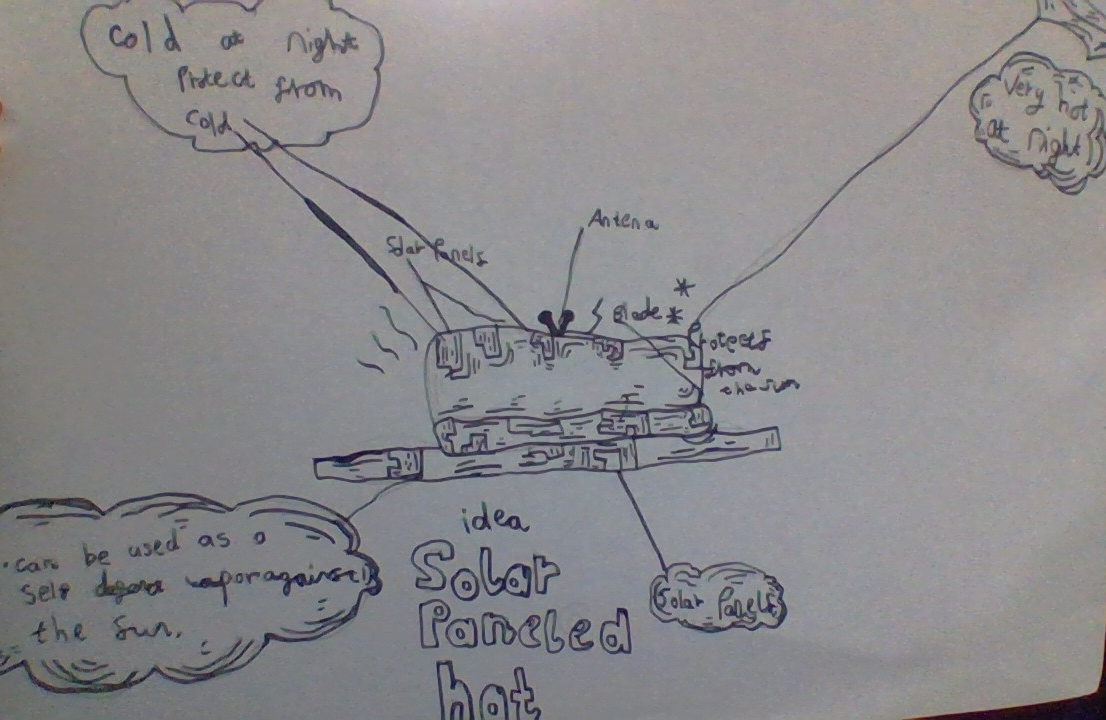 Cold at night
Protect from
Cold
Very hot
at night
Antena
Solar Panels
Blade
Protects
from
the sun
can be used as a
self against
the sun.
idea
Solar
Paneled
hat
Solar Panels